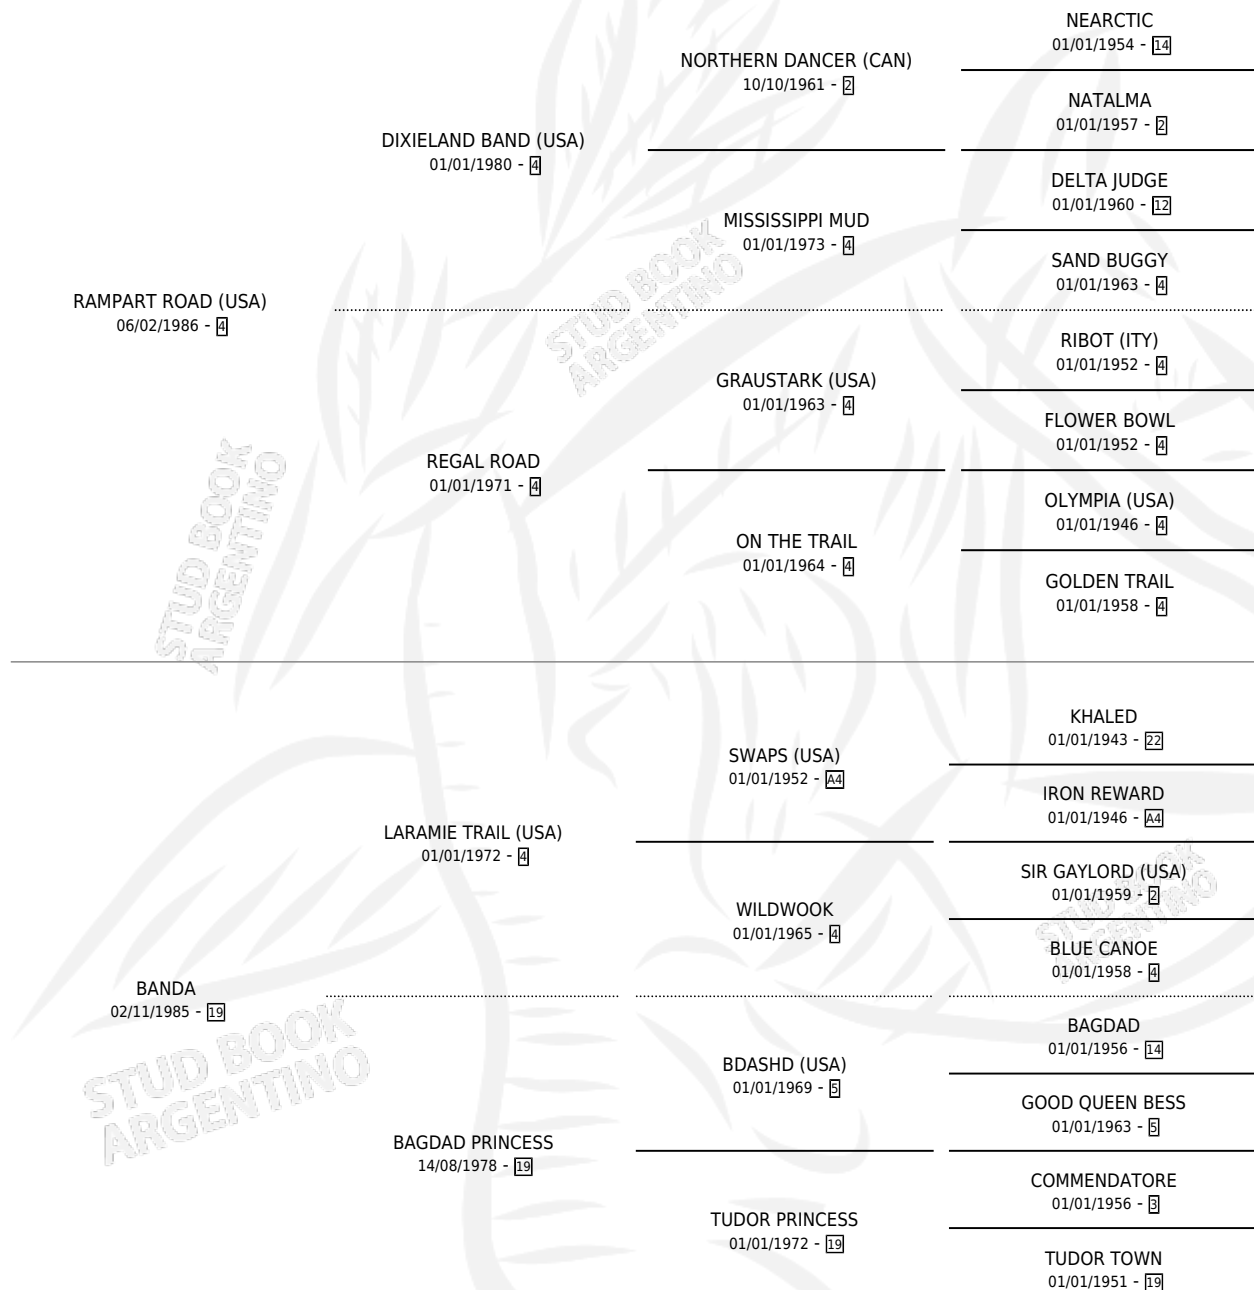 NEARCTIC
01/01/1954 - 14
NORTHERN DANCER (CAN)
10/10/1961 - 2
NATALMA
01/01/1957 - 2
DIXIELAND BAND (USA)
01/01/1980 - 4
DELTA JUDGE
01/01/1960 - 12
MISSISSIPPI MUD
01/01/1973 - 4
SAND BUGGY
01/01/1963 - 4
RAMPART ROAD (USA)
06/02/1986 - 4
RIBOT (ITY)
01/01/1952 - 4
GRAUSTARK (USA)
01/01/1963 - 4
FLOWER BOWL
01/01/1952 - 4
REGAL ROAD
01/01/1971 - 4
OLYMPIA (USA)
01/01/1946 - 4
ON THE TRAIL
01/01/1964 - 4
GOLDEN TRAIL
01/01/1958 - 4
KHALED
01/01/1943 - 22
SWAPS (USA)
01/01/1952 - A4
IRON REWARD
01/01/1946 - A4
LARAMIE TRAIL (USA)
01/01/1972 - 4
SIR GAYLORD (USA)
01/01/1959 - 2
WILDWOOK
01/01/1965 - 4
BLUE CANOE
01/01/1958 - 4
BANDA
02/11/1985 - 19
BAGDAD
01/01/1956 - 14
BDASHD (USA)
01/01/1969 - 5
GOOD QUEEN BESS
01/01/1963 - 5
BAGDAD PRINCESS
14/08/1978 - 19
COMMENDATORE
01/01/1956 - 3
TUDOR PRINCESS
01/01/1972 - 19
TUDOR TOWN
01/01/1951 - 19
STUD BOOK
ARGENTINO
STUD BOOK
ARGENTINO
STUD BOOK
ARGENTINO
STUD BOOK
ARGENTINO